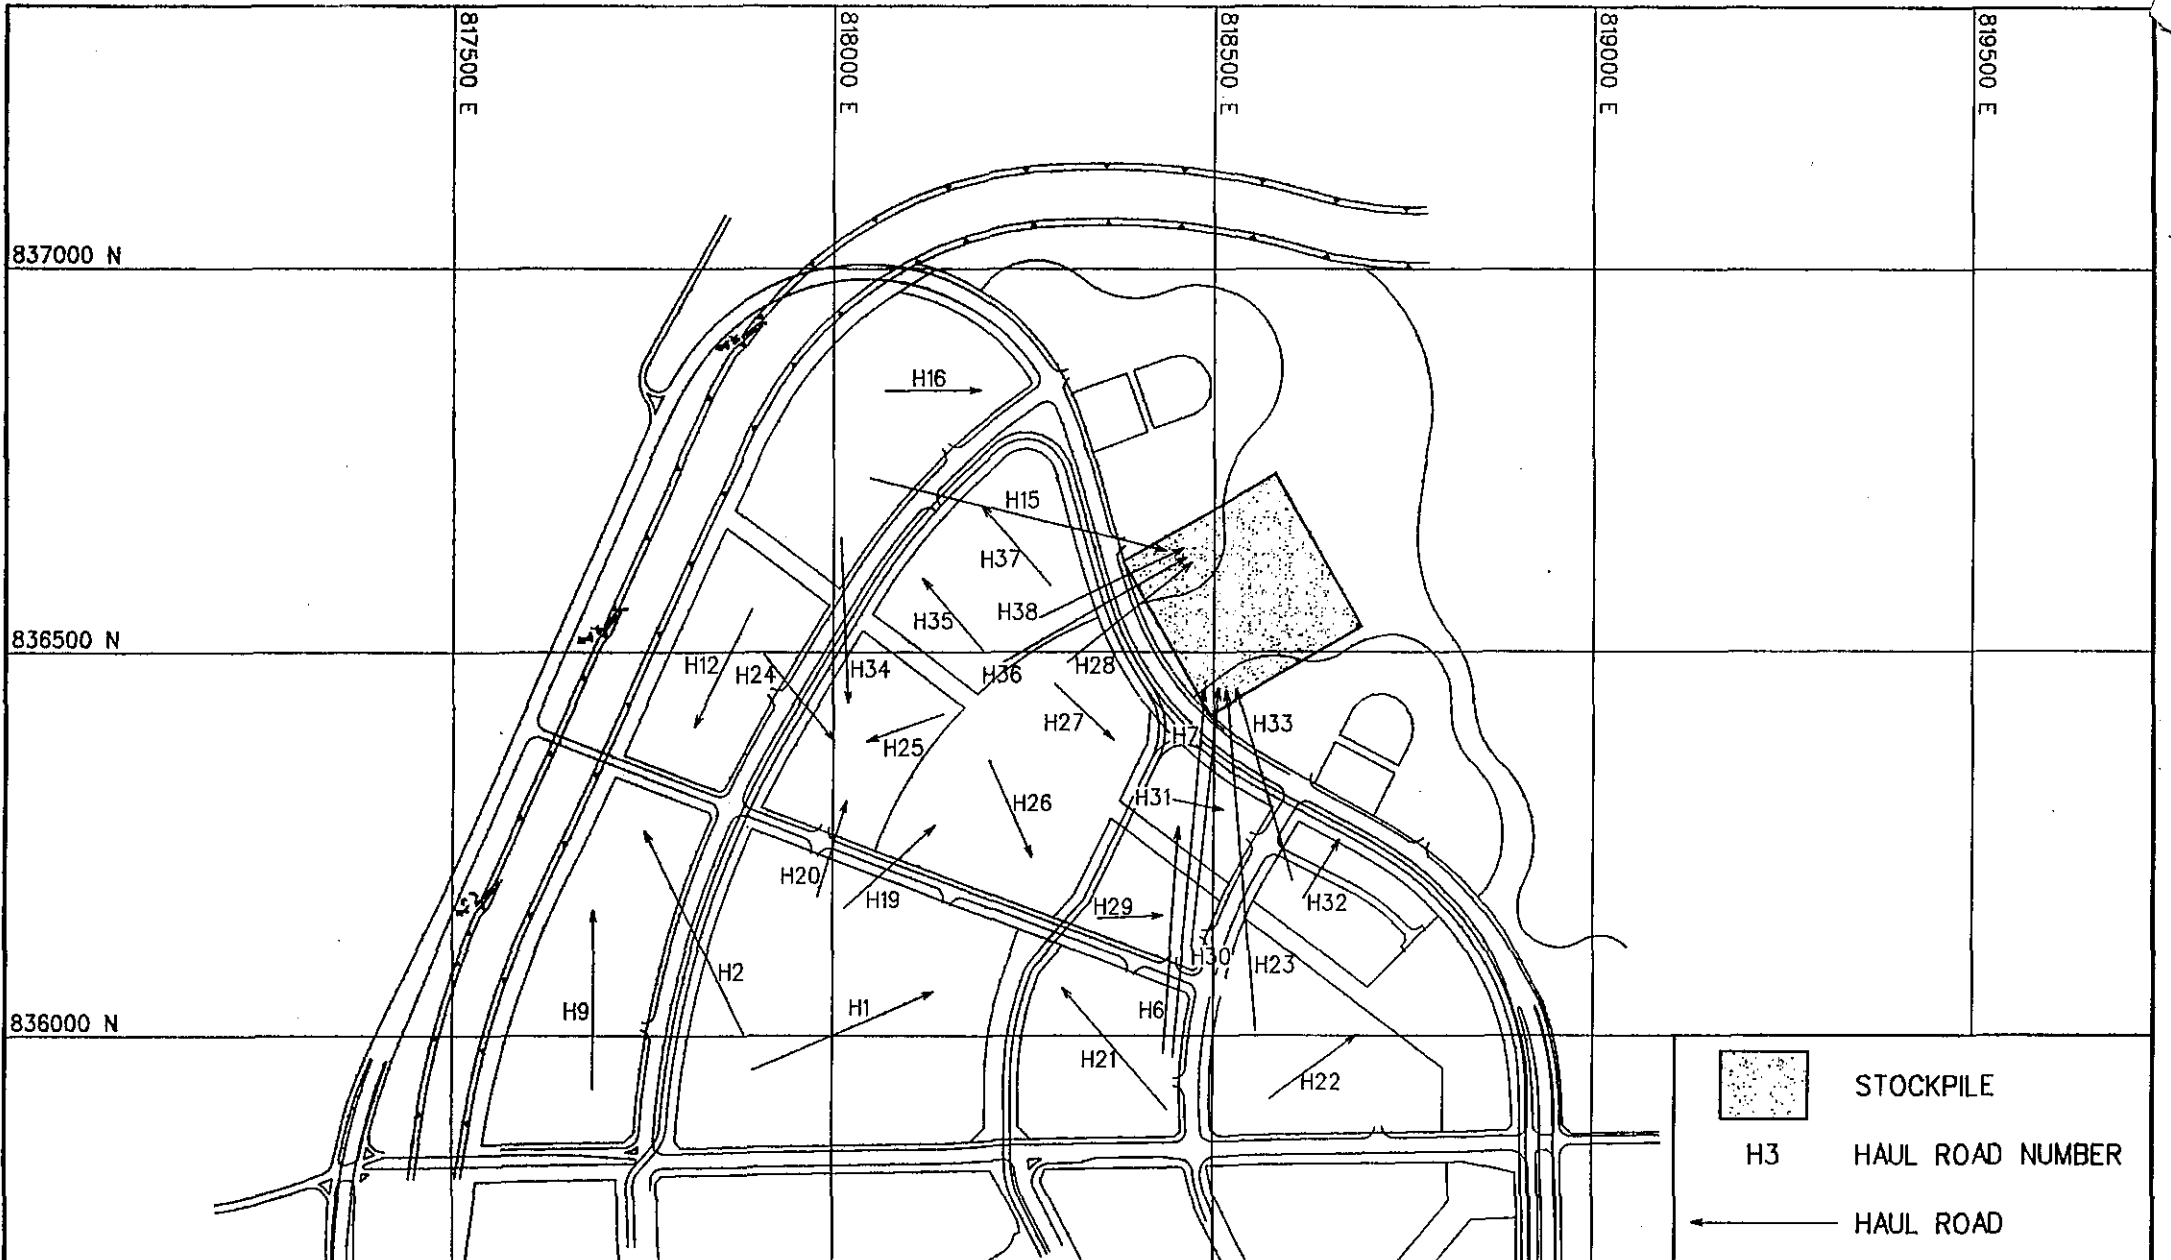 817500 E
818000 E
818500 E
819000 E
819500 E
837000 N
H16
H15
H37
H38
H35
836500 N
H12
H24
H34
H36
H28
H27
H33
H25
H7
H26
H31
H20
H19
H29
H32
H2
H30
H23
H9
H1
H6
836000 N
H21
H22
STOCKPILE
H3 HAUL ROAD NUMBER
HAUL ROAD